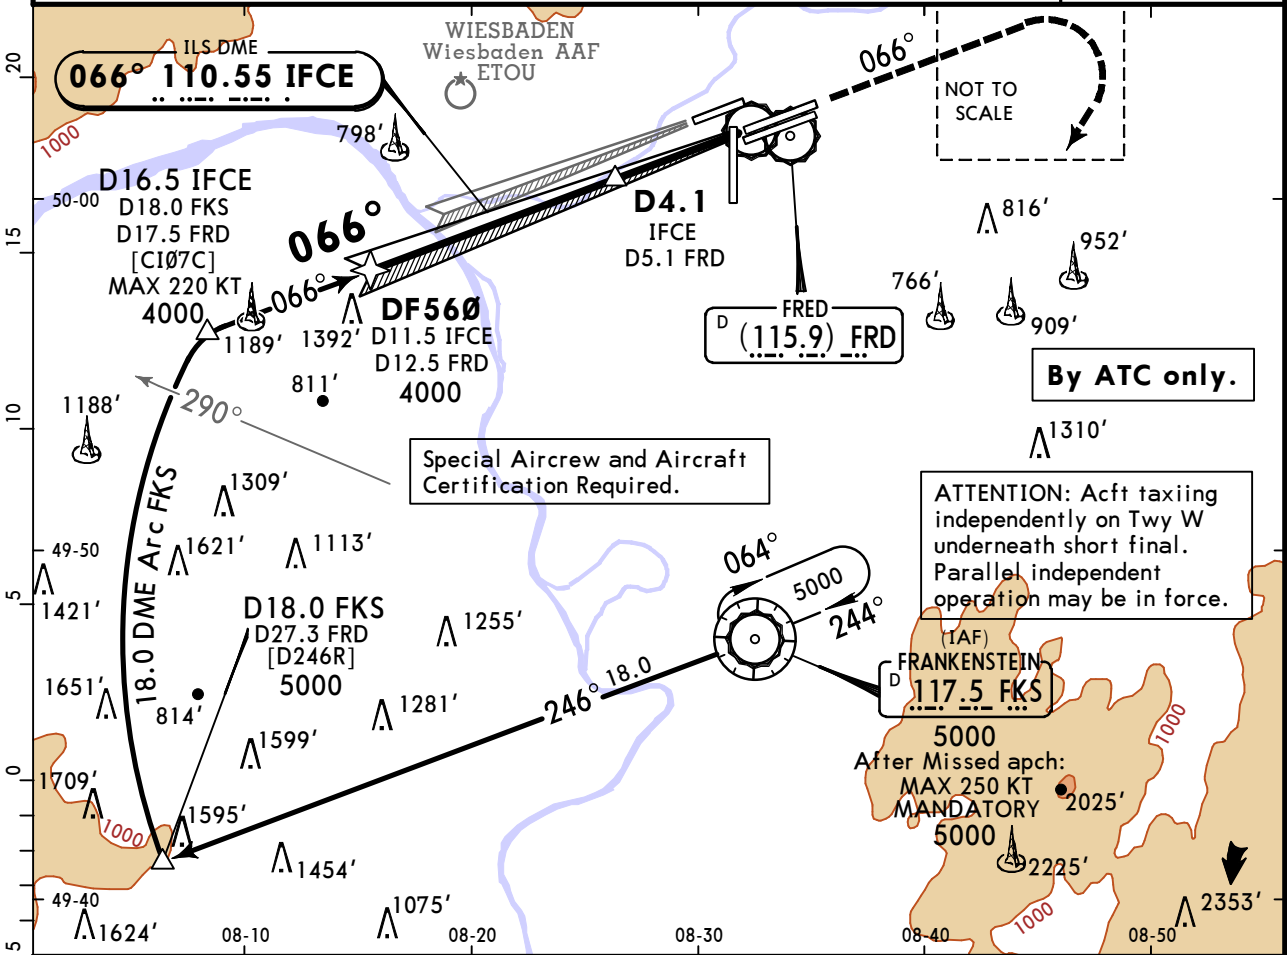 WIESBADEN
Wiesbaden AAF
ETOU
ILS DME
066° 110.55 IFCE
20
1000
798'
066°
NOT TO
SCALE
50-00
D16.5 IFCE
D18.0 FKS
D17.5 FRD
[CIØ7C]
MAX 220 KT
4000
066°
066°
D4.1
IFCE
D5.1 FRD
15
816'
952'
766'
909'
1189'
1392'
DF56Ø
D11.5 IFCE
D12.5 FRD
4000
FRED
D (115.9) FRD
By ATC only.
811'
290°
1188'
10
1310'
Special Aircrew and Aircraft
Certification Required.
ATTENTION: Acft taxiing
independently on Twy W
underneath short final.
Parallel independent
operation may be in force.
1309'
18.0 DME Arc FKS
49-50
1621'
1113'
1421'
5
064°
5000
244°
D18.0 FKS
D27.3 FRD
[D246R]
5000
1255'
(IAF)
FRANKENSTEIN
D 117.5 FKS
5000
After Missed apch:
MAX 250 KT
MANDATORY
5000
1651'
814'
1281'
246°
18.0
1000
1599'
0
1709'
1595'
1000
2025'
2225'
1454'
49-40
1624'
1075'
2353'
1000
5
08-10
08-20
08-30
08-40
08-50